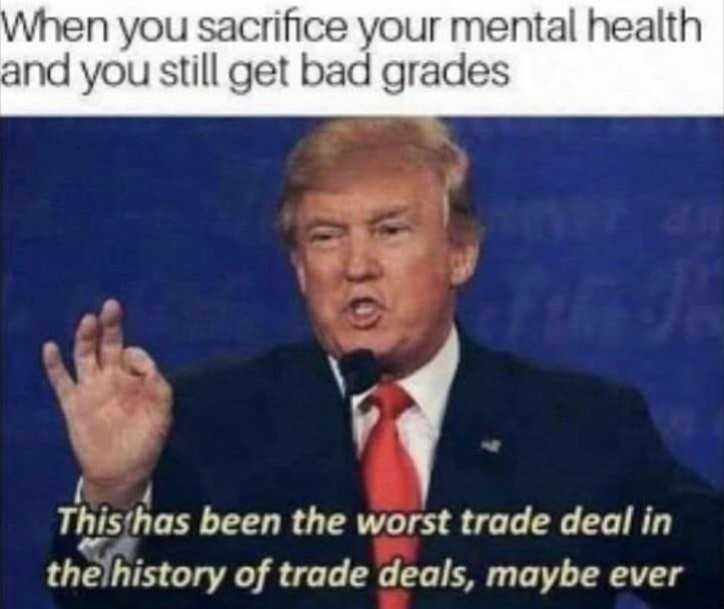 When you sacrifice your mental health
and you still get bad grades
This has been the worst trade deal in
the history of trade deals, maybe ever